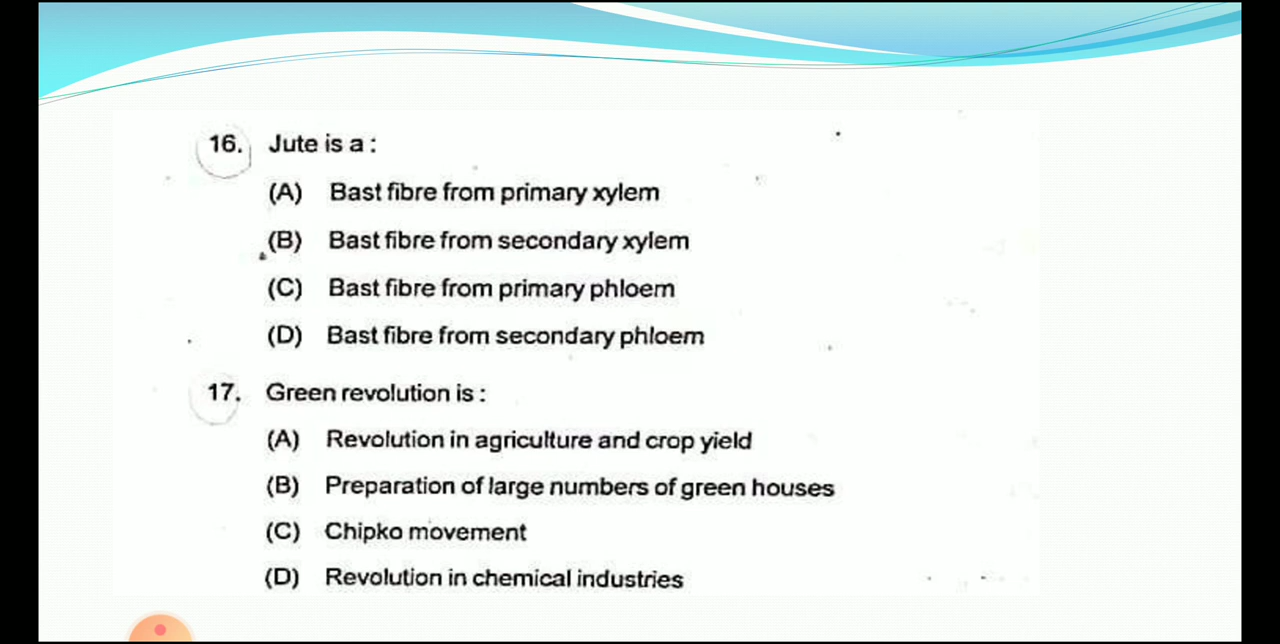 16. Jute is a :
(A) Bast fibre from primary xylem
(B) Bast fibre from secondary xylem
(C) Bast fibre from primary phloem
(D) Bast fibre from secondary phloem
17. Green revolution is :
(A) Revolution in agriculture and crop yield
(B) Preparation of large numbers of green houses
(C) Chipko movement
(D) Revolution in chemical industries